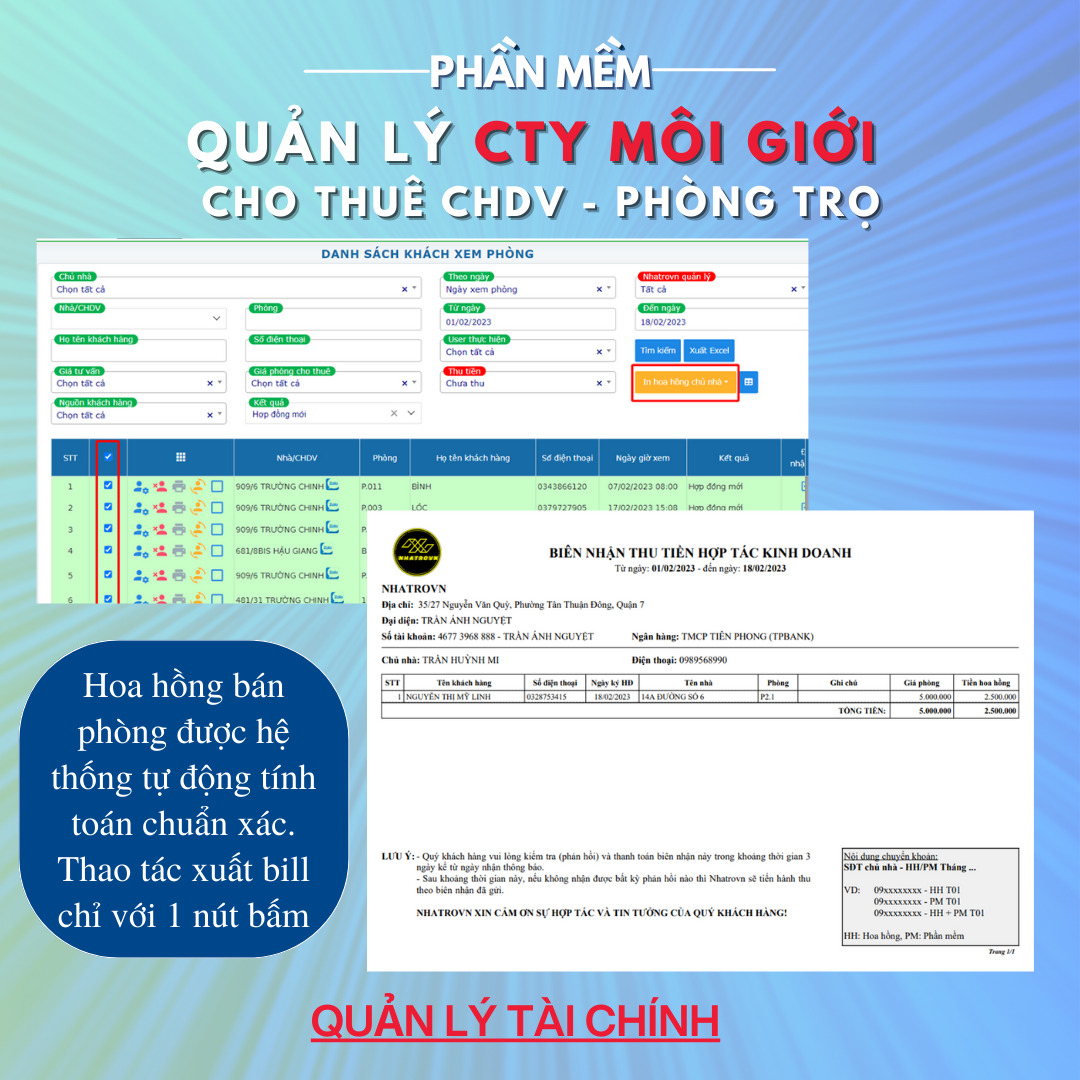 PHẦN MỀM
QUẢN LÝ CTY MÔI GIỚI
CHO THUÊ CHDV - PHÒNG TRỌ
DANH SÁCH KHÁCH XEM PHÒNG
Chủ nhà
Chọn tất cả
Theo ngày
Ngày xem phòng
Nhatrovn quản lý
Tất cả
Nhà/CHDV
Phòng
Từ ngày
01/02/2023
Đến ngày
18/02/2023
Họ tên khách hàng
Số điện thoại
User thực hiện
Chọn tất cả
Tìm kiếm
Xuất Excel
Giá tư vấn
Chọn tất cả
Giá phòng cho thuê
Chọn tất cả
Thu tiền
Chưa thu
In hoa hồng chủ nhà
Nguồn khách hàng
Chọn tất cả
Kết quả
Hợp đồng mới
STT Nhà/CHDV Phòng Họ tên khách hàng Số điện thoại Ngày giờ xem Kết quả
1 909/6 TRƯỜNG CHINH P.011 BÌNH 0343866120 07/02/2023 08:00 Hợp đồng mới
2 909/6 TRƯỜNG CHINH P.003 LỘC 0379727905 17/02/2023 15:08 Hợp đồng mới
3 909/6 TRƯỜNG CHINH P.
4 681/8BIS HẬU GIANG B
5 909/6 TRƯỜNG CHINH P.
6 481/31 TRƯỜNG CHINH 1
NHATROVN
BIÊN NHẬN THU TIỀN HỢP TÁC KINH DOANH
Từ ngày: 01/02/2023 - đến ngày: 18/02/2023
NHATROVN
Địa chỉ: 35/27 Nguyễn Văn Quỳ, Phường Tân Thuận Đông, Quận 7
Đại diện: TRẦN ÁNH NGUYỆT
Số tài khoản: 4677 3968 888 - TRẦN ÁNH NGUYỆT Ngân hàng: TMCP TIÊN PHONG (TPBANK)
Chủ nhà: TRẦN HUỲNH MI Điện thoại: 0989568990
STT Tên khách hàng Số điện thoại Ngày ký HĐ Tên nhà Phòng Ghi chú Giá phòng Tiền hoa hồng
1 NGUYỄN THỊ MỸ LINH 0328753415 18/02/2023 14A ĐƯỜNG SỐ 6 P2.1 5.000.000 2.500.000
TỔNG TIỀN: 5.000.000 2.500.000
Hoa hồng bán
phòng được hệ
thống tự động tính
toán chuẩn xác.
Thao tác xuất bill
chỉ với 1 nút bấm
LƯU Ý: - Quý khách hàng vui lòng kiểm tra (phản hồi) và thanh toán biên nhận này trong khoảng thời gian 3
ngày kể từ ngày nhận thông báo.
- Sau khoảng thời gian này, nếu không nhận được bất kỳ phản hồi nào thì Nhatrovn sẽ tiến hành thu
theo biên nhận đã gửi.
NHATROVN XIN CẢM ƠN SỰ HỢP TÁC VÀ TIN TƯỞNG CỦA QUÝ KHÁCH HÀNG!
Nội dung chuyển khoản:
SĐT chủ nhà - HH/PM Tháng ...
VD: 09xxxxxxxx - HH T01
09xxxxxxxx - PM T01
09xxxxxxxx - HH + PM T01
HH: Hoa hồng, PM: Phần mềm
Trang 1/1
QUẢN LÝ TÀI CHÍNH